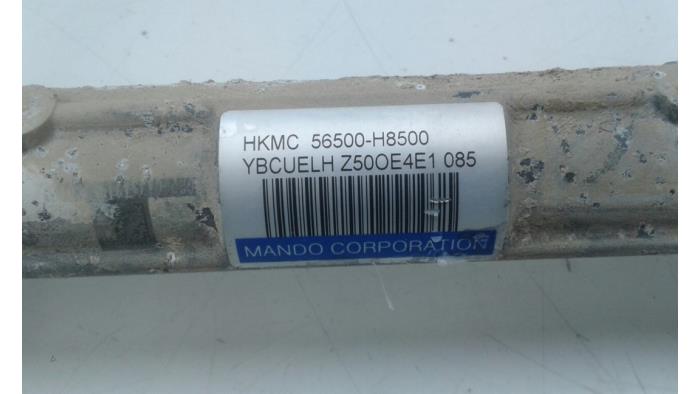 HKMC 56500-H8500
YBCUELH Z50OE4E1 085
MANDO CORPORATION